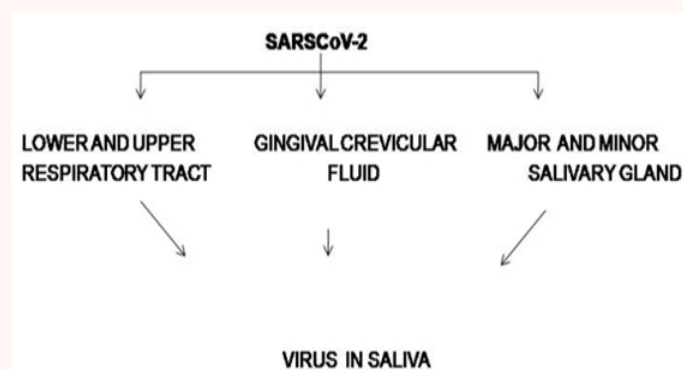 SARSCoV-2
LOWER AND UPPER RESPIRATORY TRACT
GINGIVAL CREVICULAR FLUID
MAJOR AND MINOR SALIVARY GLAND
VIRUS IN SALIVA